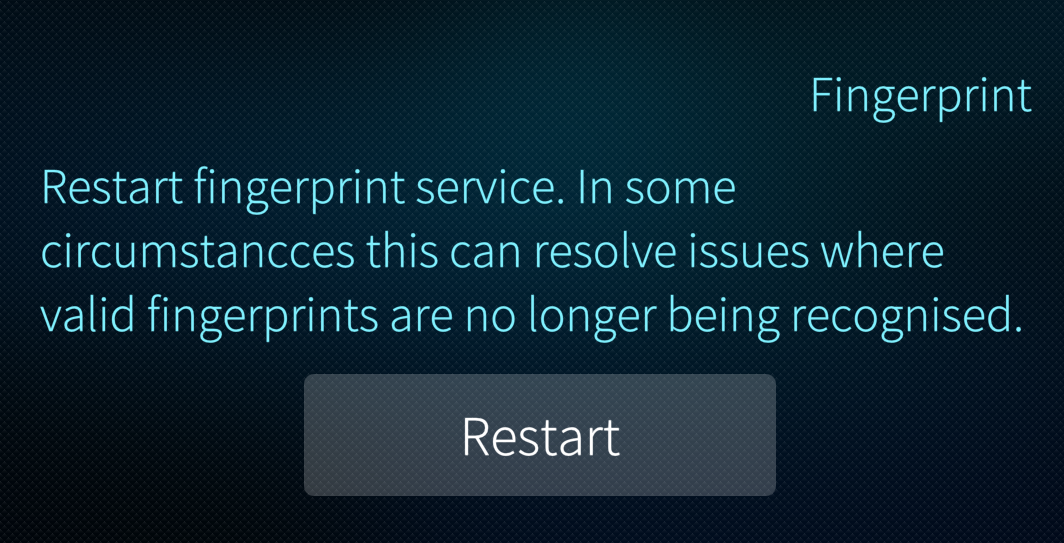 Fingerprint
Restart fingerprint service. In some
circumstancces this can resolve issues where
valid fingerprints are no longer being recognised.
Restart